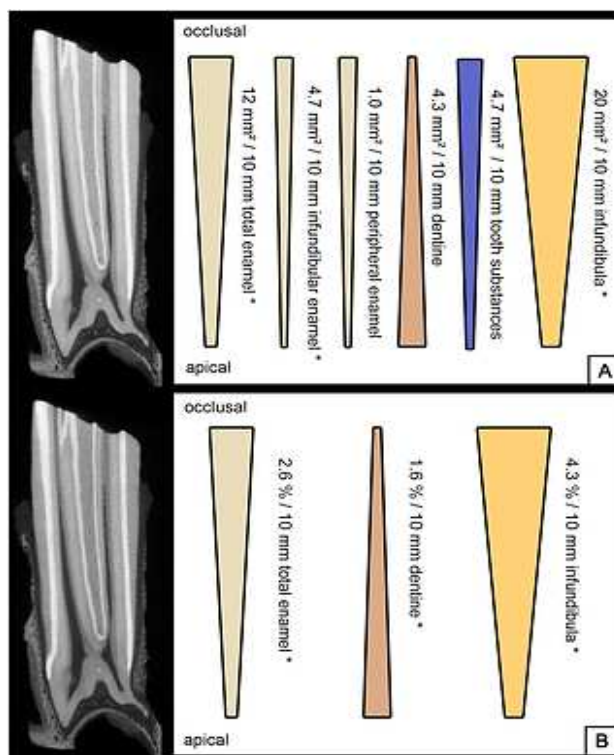 occlusal
12 mm² / 10 mm total enamel *
4.7 mm² / 10 mm infundibular enamel *
1.0 mm² / 10 mm peripheral enamel
4.3 mm² / 10 mm dentine
4.7 mm² / 10 mm tooth substances
20 mm² / 10 mm infundibula *
apical
A
occlusal
2.6 % / 10 mm total enamel *
1.6 % / 10 mm dentine *
4.3 % / 10 mm infundibula *
apical
B